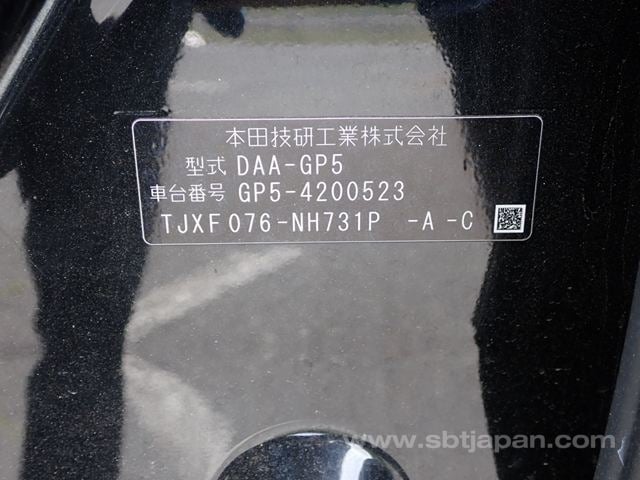 本田技研工業株式会社
型式 DAA-GP5
車台番号 GP5-4200523
TJXF076-NH731P -A -C
www.sbtjapan.com